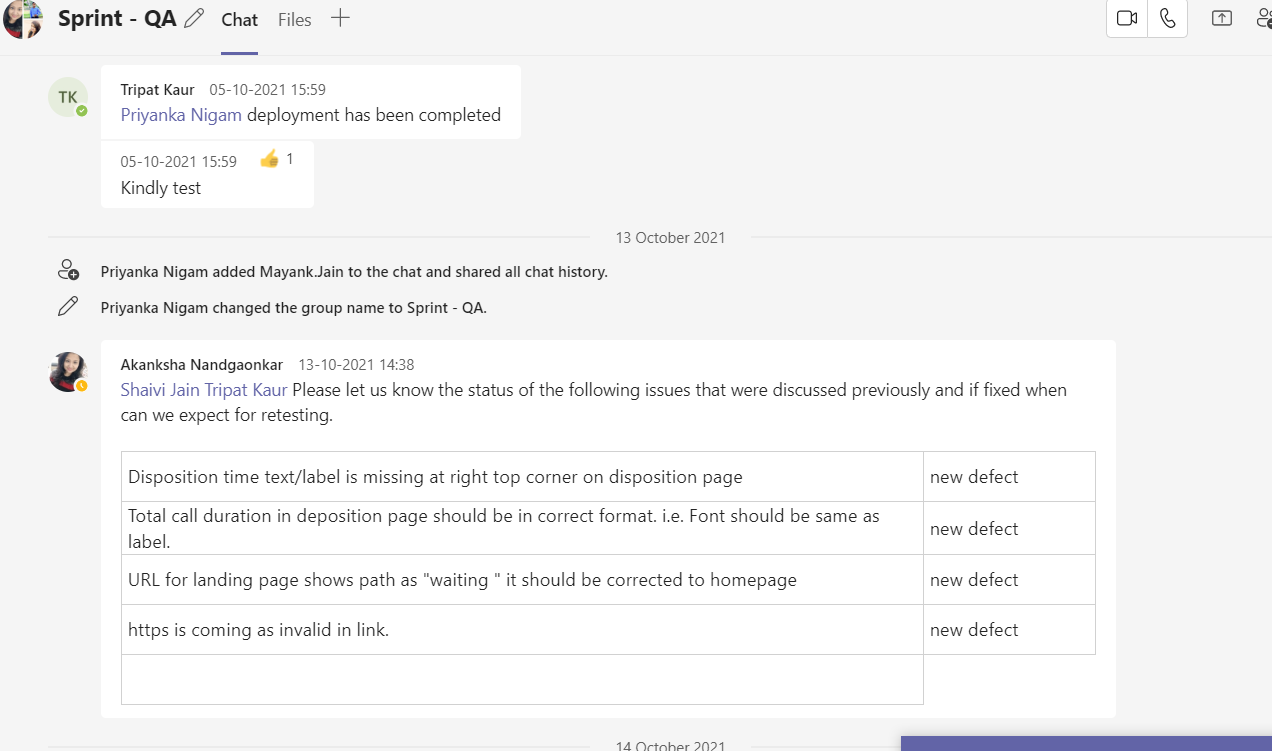 Sprint - QA Chat Files
TK
Tripat Kaur 05-10-2021 15:59
Priyanka Nigam deployment has been completed
05-10-2021 15:59 👍 1
Kindly test
13 October 2021
Priyanka Nigam added Mayank.Jain to the chat and shared all chat history.
Priyanka Nigam changed the group name to Sprint - QA.
Akanksha Nandgaonkar 13-10-2021 14:38
Shaivi Jain Tripat Kaur Please let us know the status of the following issues that were discussed previously and if fixed when
can we expect for retesting.
Disposition time text/label is missing at right top corner on disposition page new defect
Total call duration in deposition page should be in correct format. i.e. Font should be same as
label. new defect
URL for landing page shows path as "waiting " it should be corrected to homepage new defect
https is coming as invalid in link. new defect
14 October 2021